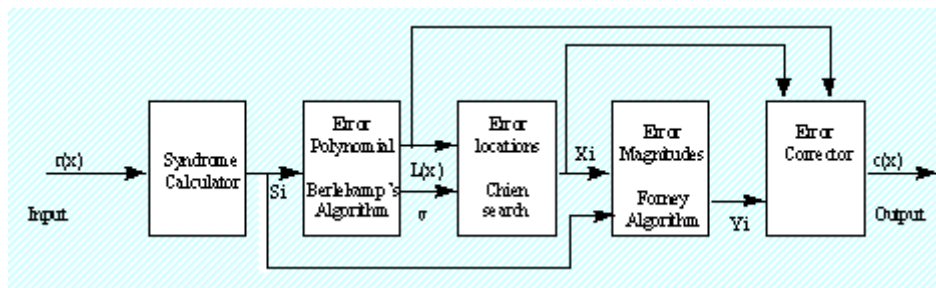 r(x)
Input
Syndrome
Calculator
Si
Error
Polynomial
Berlekamp's
Algorithm
L(x)
σ
Error
locations
Chien
search
Xi
Error
Magnitudes
Forney
Algorithm
Yi
Error
Corrector
c(x)
Output